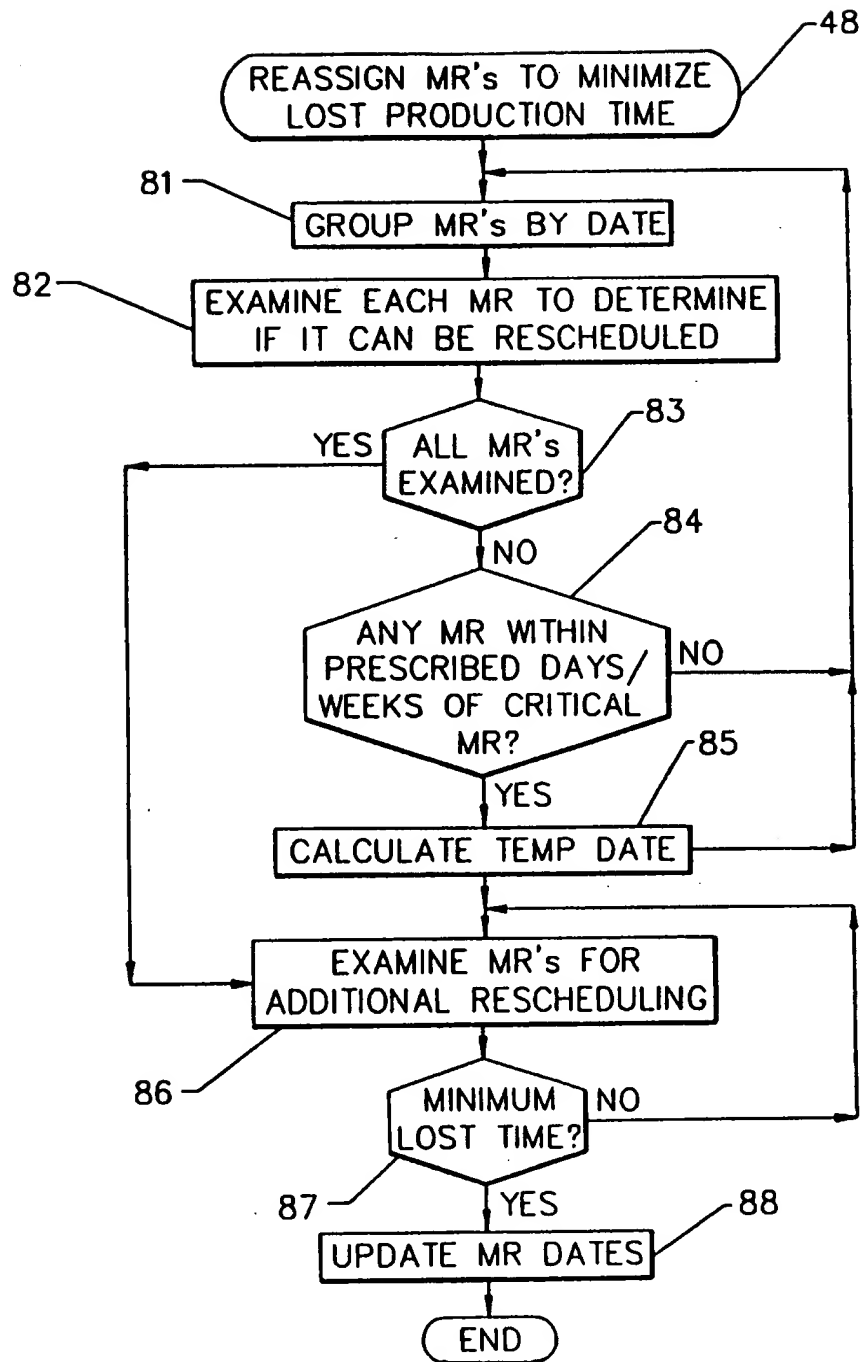 48
REASSIGN MR's TO MINIMIZE
LOST PRODUCTION TIME
81
GROUP MR's BY DATE
82
EXAMINE EACH MR TO DETERMINE
IF IT CAN BE RESCHEDULED
83
YES
ALL MR's
EXAMINED?
NO
84
ANY MR WITHIN
PRESCRIBED DAYS/
WEEKS OF CRITICAL
MR?
NO
YES
85
CALCULATE TEMP DATE
EXAMINE MR's FOR
ADDITIONAL RESCHEDULING
86
MINIMUM
LOST TIME?
NO
87
YES
88
UPDATE MR DATES
END